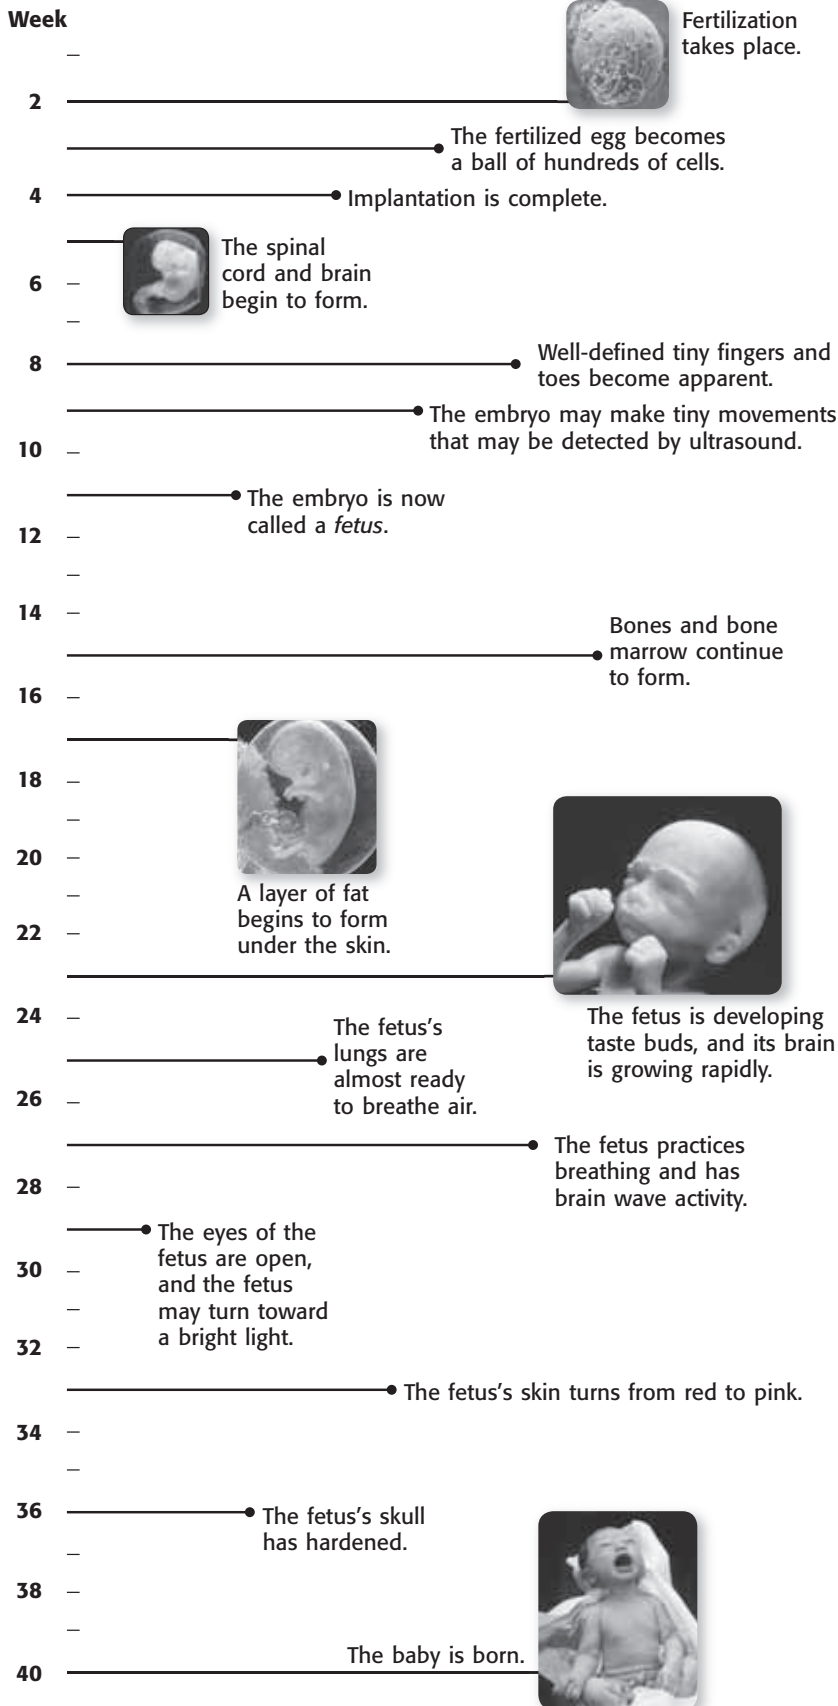 Week
Fertilization
takes place.
2
The fertilized egg becomes
a ball of hundreds of cells.
4
Implantation is complete.
The spinal
cord and brain
begin to form.
6
8
Well-defined tiny fingers and
toes become apparent.
The embryo may make tiny movements
that may be detected by ultrasound.
10
The embryo is now
called a fetus.
12
14
Bones and bone
marrow continue
to form.
16
18
20
A layer of fat
begins to form
under the skin.
22
24
The fetus is developing
taste buds, and its brain
is growing rapidly.
The fetus's
lungs are
almost ready
to breathe air.
26
The fetus practices
breathing and has
brain wave activity.
28
The eyes of the
fetus are open,
and the fetus
may turn toward
a bright light.
30
32
The fetus's skin turns from red to pink.
34
36
The fetus's skull
has hardened.
38
The baby is born.
40